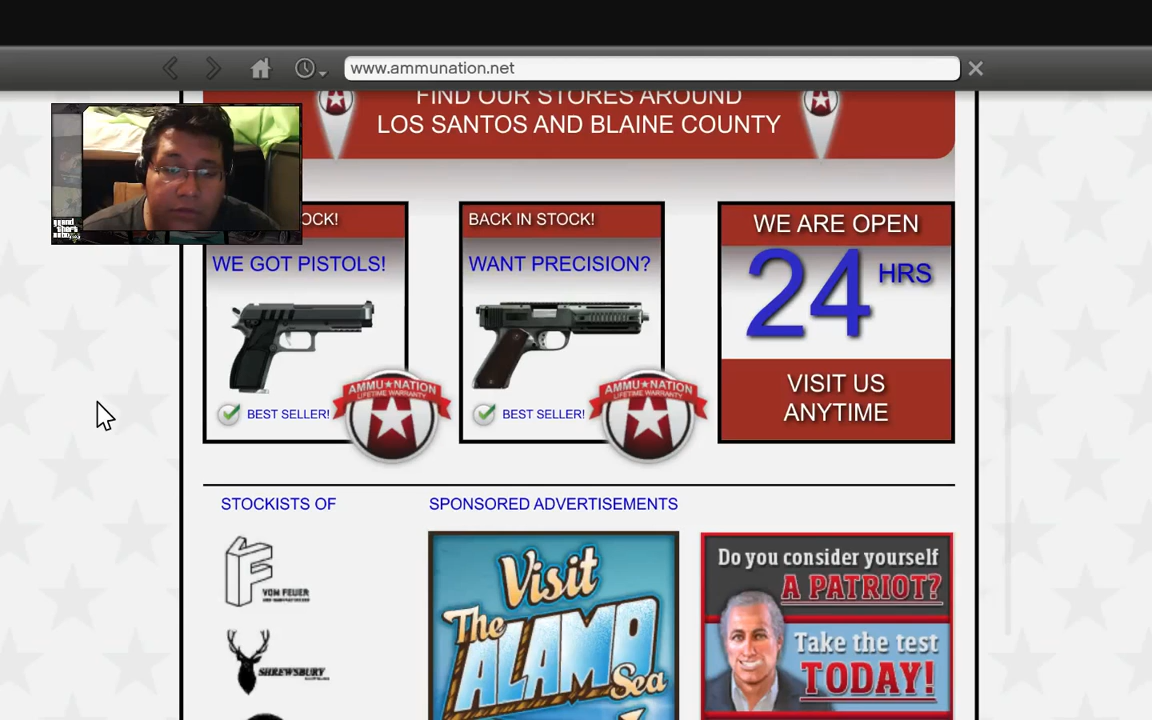 www.ammunation.net
FIND OUR STORES AROUND
LOS SANTOS AND BLAINE COUNTY
grand
theft
auto
OCK!
WE GOT PISTOLS!
AMMU★NATION
LIFETIME WARRANTY
BEST SELLER!
BACK IN STOCK!
WANT PRECISION?
AMMU★NATION
LIFETIME WARRANTY
BEST SELLER!
WE ARE OPEN
24 HRS
VISIT US
ANYTIME
STOCKISTS OF
VOM FEUER
SHREWSBURY
SPONSORED ADVERTISEMENTS
Visit
The
ALAMO
Sea
Do you consider yourself
A PATRIOT?
Take the test
TODAY!